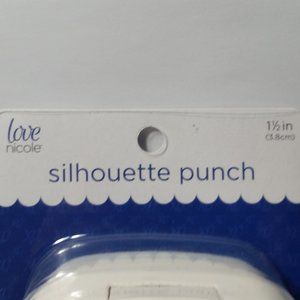 love
nicole
1½ in
(3.8cm)
silhouette punch